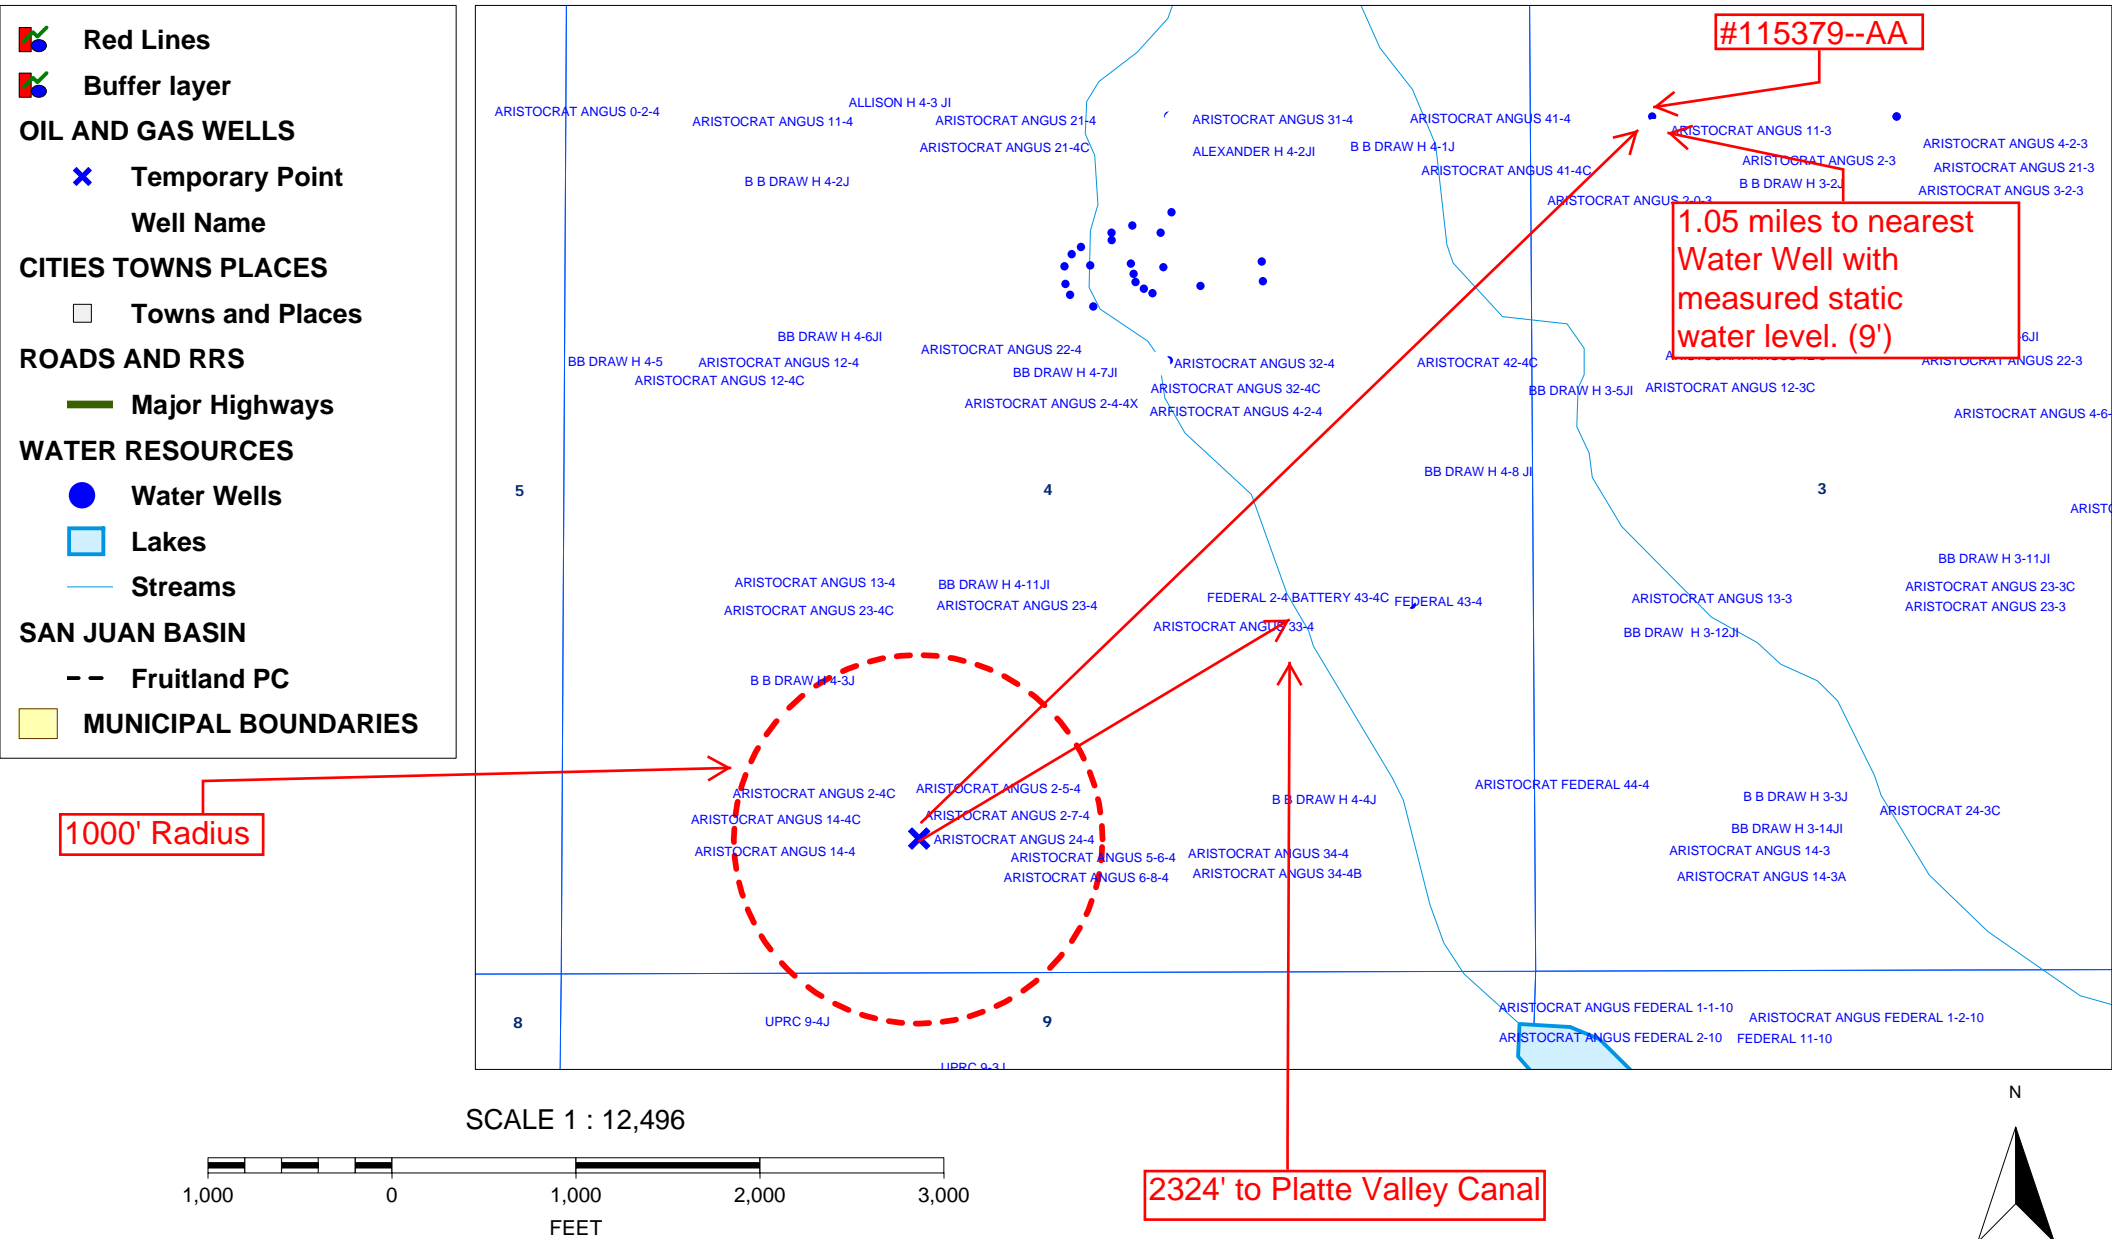 Red Lines
Buffer layer
OIL AND GAS WELLS
Temporary Point
Well Name
CITIES TOWNS PLACES
Towns and Places
ROADS AND RRS
Major Highways
WATER RESOURCES
Water Wells
Lakes
Streams
SAN JUAN BASIN
Fruitland PC
MUNICIPAL BOUNDARIES
#115379--AA
ARISTOCRAT ANGUS 0-2-4
ALLISON H 4-3 JI
ARISTOCRAT ANGUS 11-4
ARISTOCRAT ANGUS 21-4
ARISTOCRAT ANGUS 31-4
ARISTOCRAT ANGUS 41-4
ARISTOCRAT ANGUS 11-3
ARISTOCRAT ANGUS 21-4C
ALEXANDER H 4-2JI
B B DRAW H 4-1J
ARISTOCRAT ANGUS 4-2-3
ARISTOCRAT ANGUS 2-3
ARISTOCRAT ANGUS 41-4C
ARISTOCRAT ANGUS 21-3
B B DRAW H 4-2J
B B DRAW H 3-2J
ARISTOCRAT ANGUS 3-2-3
ARISTOCRAT ANGUS 2-0-3
1.05 miles to nearest
Water Well with
measured static
water level. (9')
BB DRAW H 4-6JI
6JI
BB DRAW H 4-5
ARISTOCRAT ANGUS 12-4
ARISTOCRAT ANGUS 22-4
ARISTOCRAT ANGUS 32-4
ARISTOCRAT 42-4C
ARISTOCRAT ANGUS 22-3
ARISTOCRAT ANGUS 12-4C
BB DRAW H 4-7JI
ARISTOCRAT ANGUS 32-4C
BB DRAW H 3-5JI
ARISTOCRAT ANGUS 12-3C
ARISTOCRAT ANGUS 2-4-4X
ARFISTOCRAT ANGUS 4-2-4
ARISTOCRAT ANGUS 4-6-
BB DRAW H 4-8 JI
5
4
3
ARISTO
BB DRAW H 3-11JI
ARISTOCRAT ANGUS 13-4
BB DRAW H 4-11JI
ARISTOCRAT ANGUS 23-3C
FEDERAL 2-4 BATTERY 43-4C
FEDERAL 43-4
ARISTOCRAT ANGUS 13-3
ARISTOCRAT ANGUS 23-4C
ARISTOCRAT ANGUS 23-4
ARISTOCRAT ANGUS 23-3
ARISTOCRAT ANGUS 33-4
BB DRAW  H 3-12JI
B B DRAW H 4-3J
ARISTOCRAT ANGUS 2-4C
ARISTOCRAT ANGUS 2-5-4
B B DRAW H 4-4J
ARISTOCRAT FEDERAL 44-4
B B DRAW H 3-3J
ARISTOCRAT 24-3C
ARISTOCRAT ANGUS 14-4C
ARISTOCRAT ANGUS 2-7-4
BB DRAW H 3-14JI
1000' Radius
ARISTOCRAT ANGUS 14-4
ARISTOCRAT ANGUS 24-4
ARISTOCRAT ANGUS 5-6-4
ARISTOCRAT ANGUS 34-4
ARISTOCRAT ANGUS 14-3
ARISTOCRAT ANGUS 6-8-4
ARISTOCRAT ANGUS 34-4B
ARISTOCRAT ANGUS 14-3A
8
UPRC 9-4J
9
ARISTOCRAT ANGUS FEDERAL 1-1-10
ARISTOCRAT ANGUS FEDERAL 1-2-10
ARISTOCRAT ANGUS FEDERAL 2-10
FEDERAL 11-10
UPRC 9-3J
SCALE 1 : 12,496
1,000
0
1,000
2,000
3,000
FEET
2324' to Platte Valley Canal
N